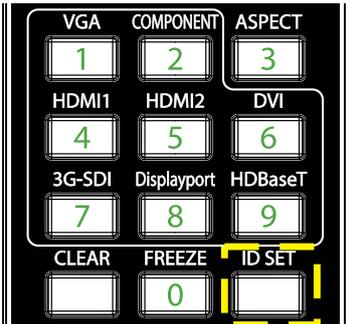 VGA COMPONENT ASPECT
1 2 3
HDMI1 HDMI2 DVI
4 5 6
3G-SDI Displayport HDBaseT
7 8 9
CLEAR FREEZE ID SET
0